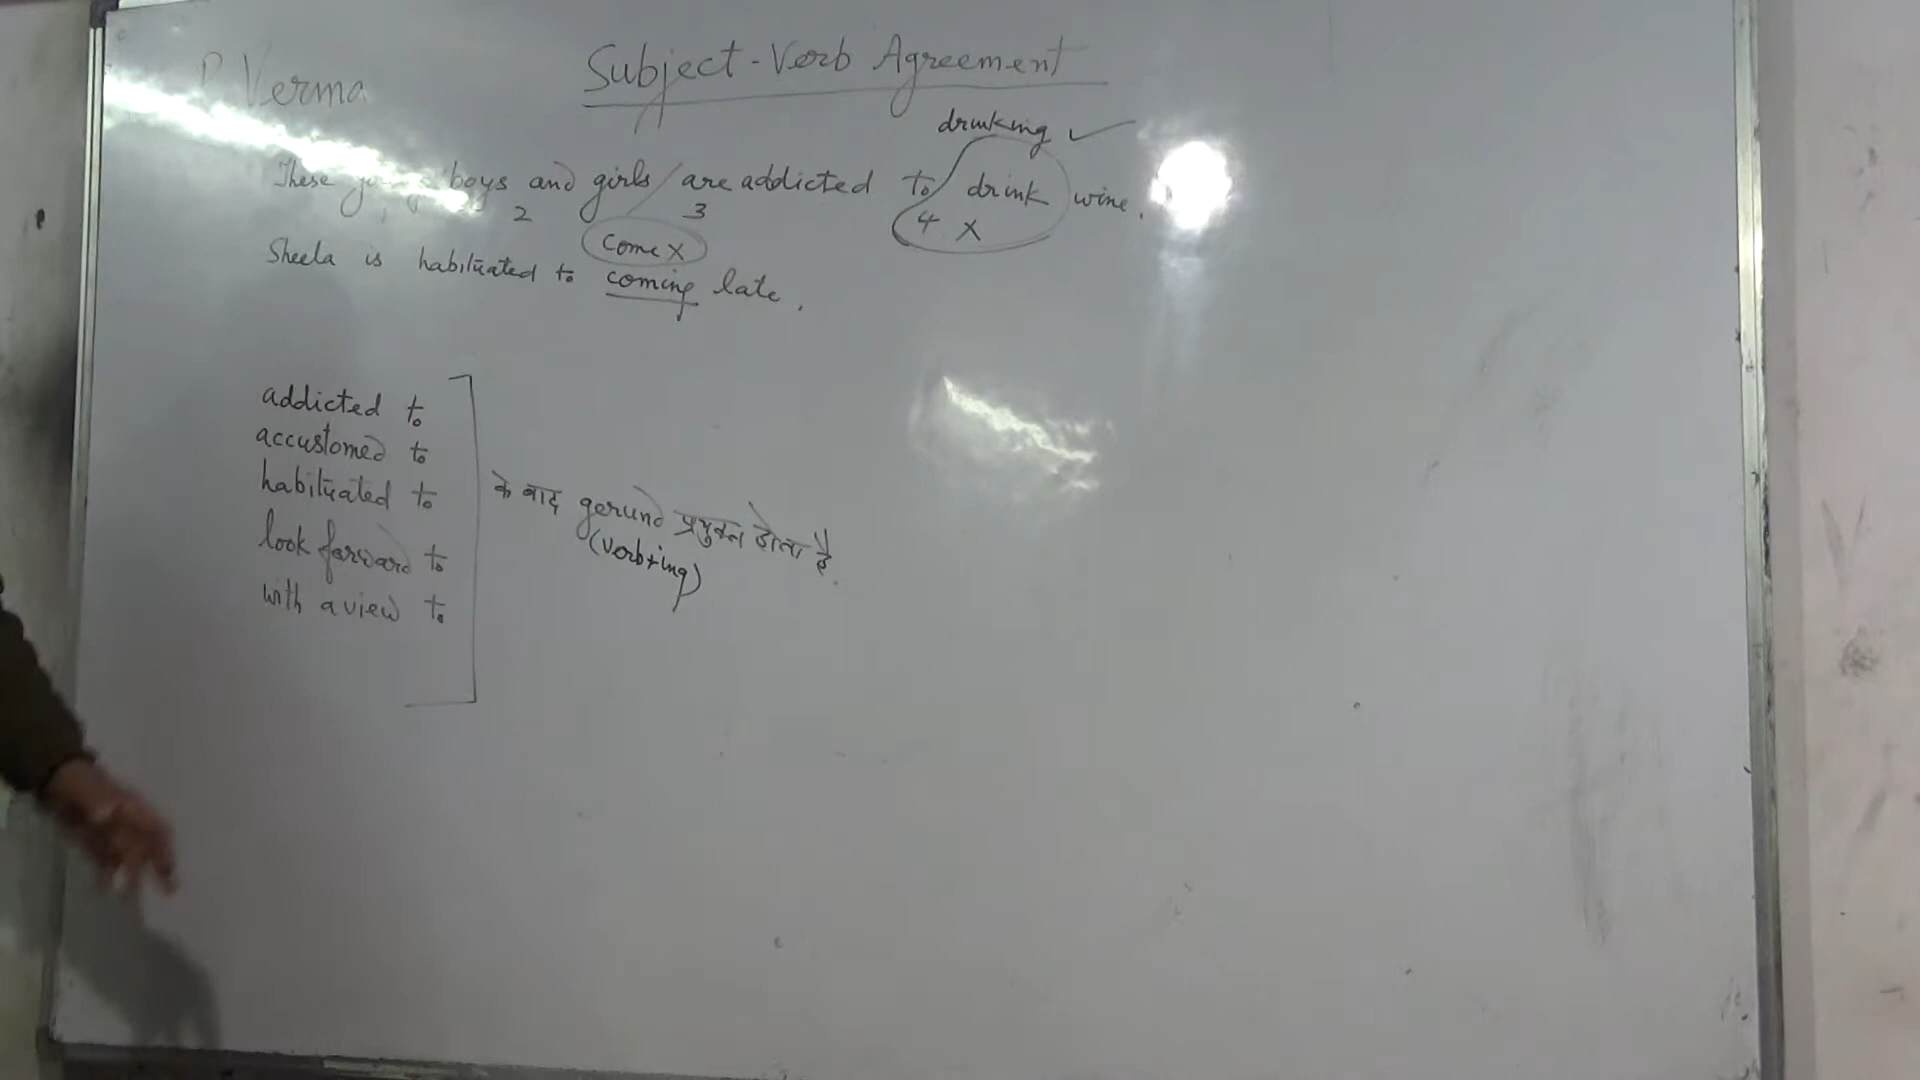 P. Verma
Subject-Verb Agreement
drinking ✓
These boys and girls / are addicted to / drink wine.
2 3 4 X
come X
Sheela is habituated to coming late.
addicted to
accustomed to
habituated to
look forward to
with a view to
के बाद gerund प्रयुक्त होता है.
(verb+ing)